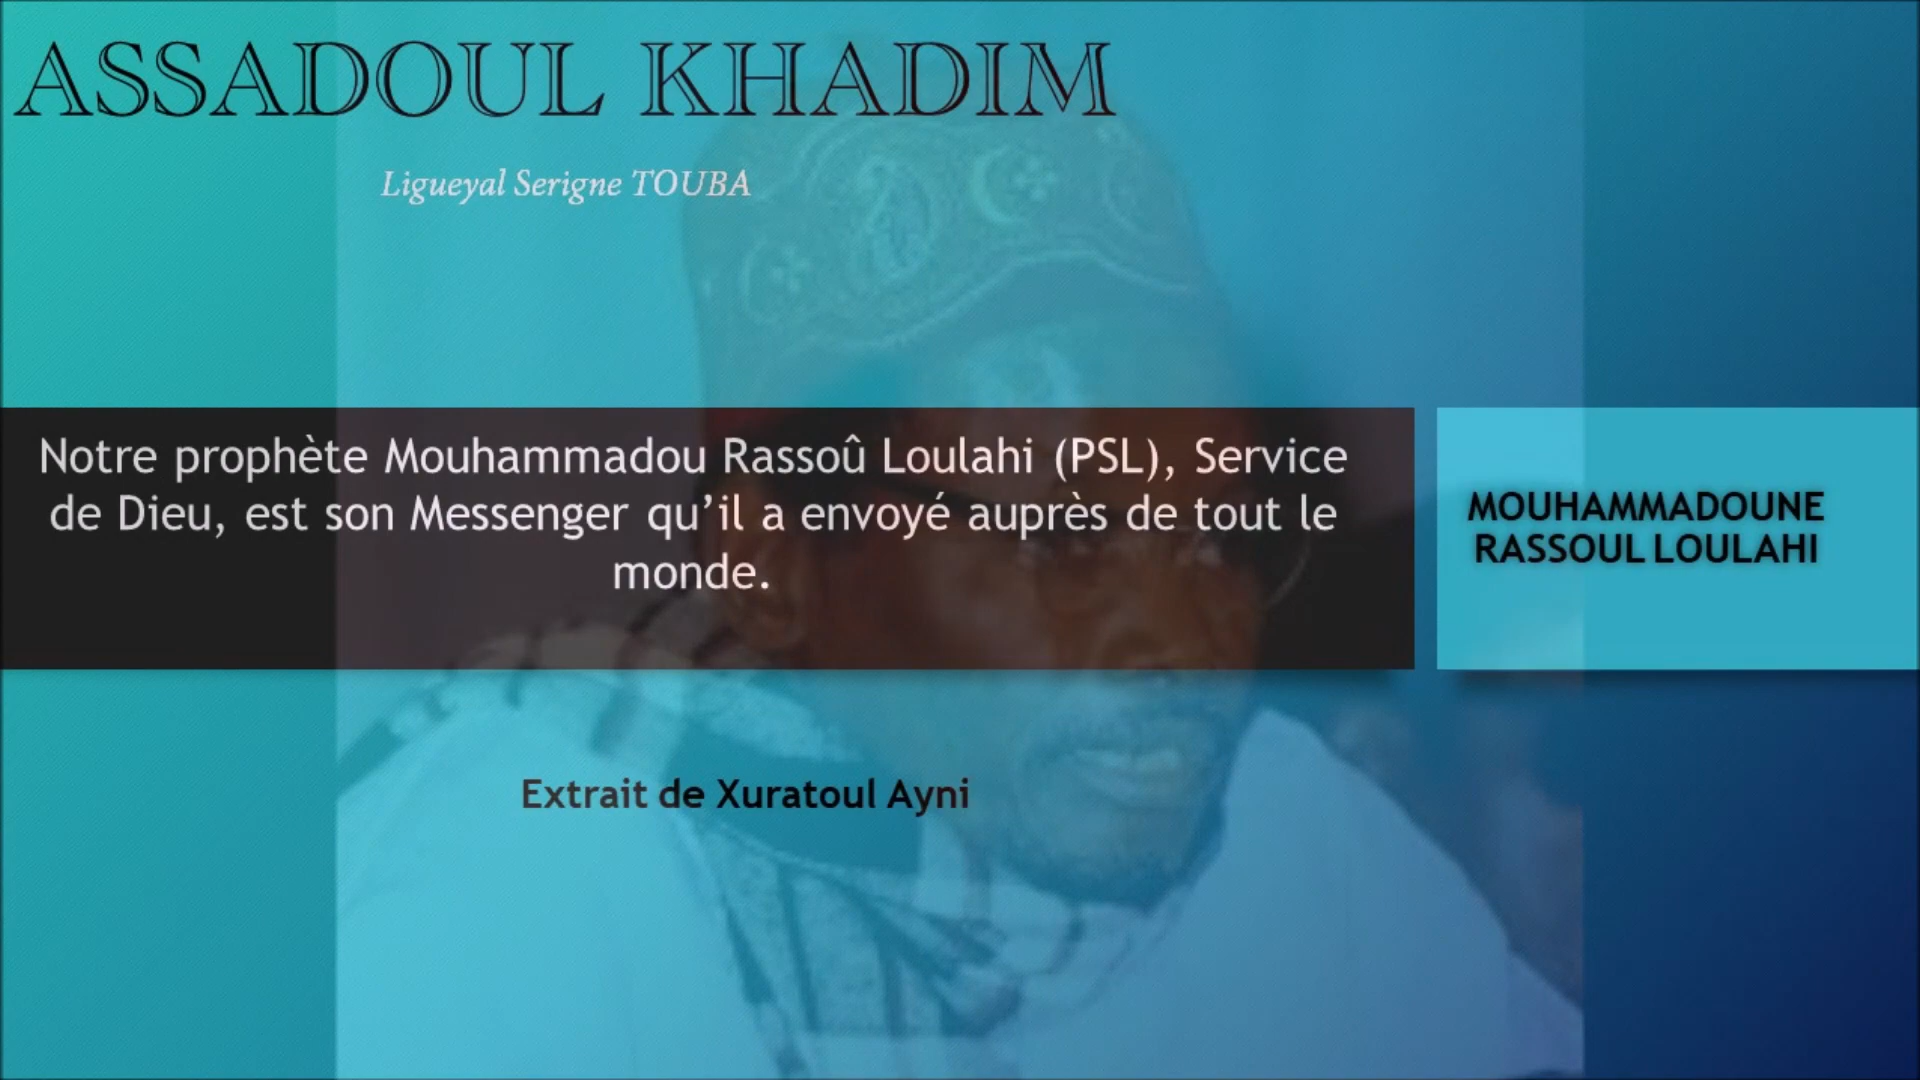 ASSADOUL KHADIM
Ligueyal Serigne TOUBA
Notre prophète Mouhammadou Rassoû Loulahi (PSL), Service
de Dieu, est son Messenger qu’il a envoyé auprès de tout le
monde.
MOUHAMMADOUNE
RASSOUL LOULAHI
Extrait de Xuratoul Ayni